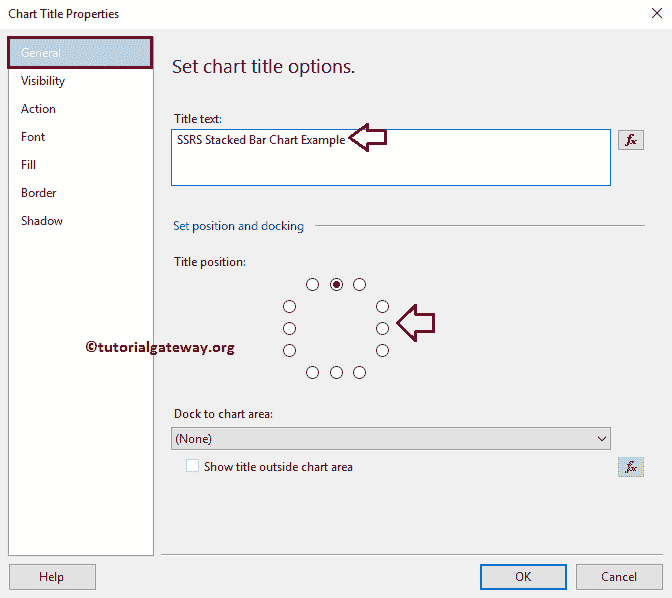 Chart Title Properties
General
Visibility
Action
Font
Fill
Border
Shadow
Set chart title options.
Title text:
SSRS Stacked Bar Chart Example
fx
Set position and docking
Title position:
©tutorialgateway.org
Dock to chart area:
(None)
Show title outside chart area
fx
Help
OK
Cancel